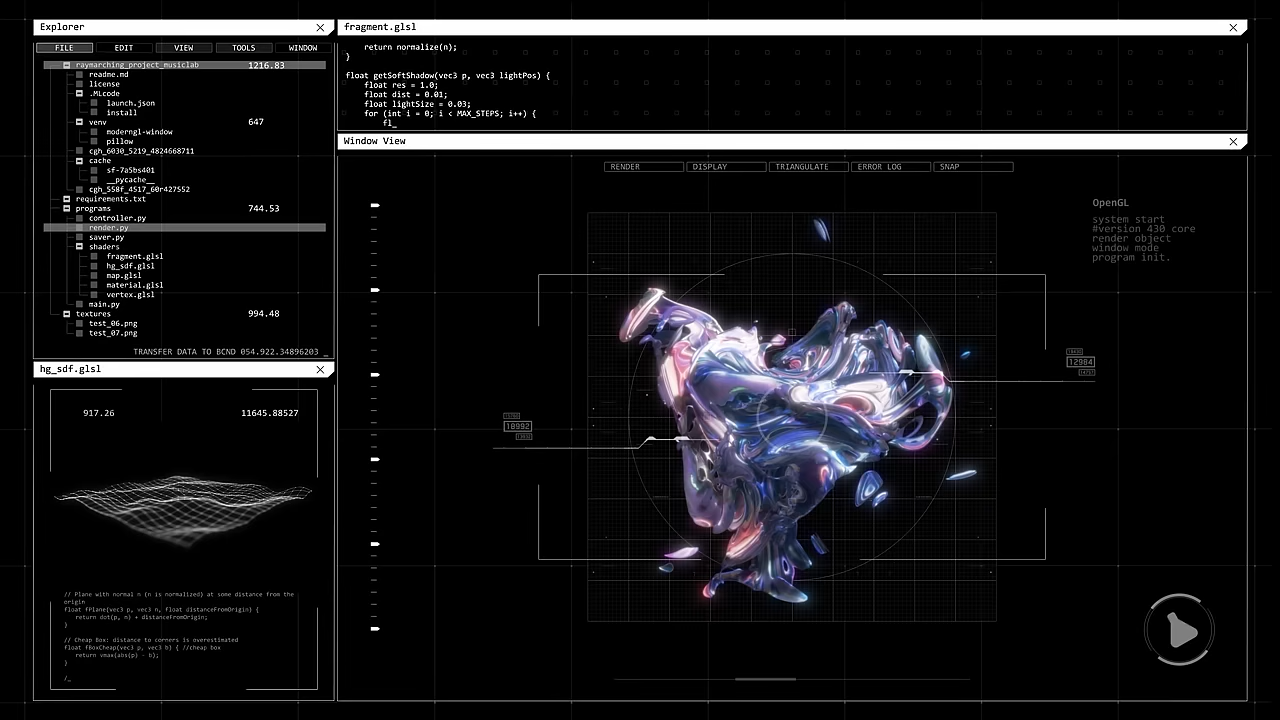 Explorer
FILE EDIT VIEW TOOLS WINDOW
raymarching_project_musiclab 1216.83
readme.md
license
.MLcode
launch.json
install
venv 647
moderngl-window
pillow
cgh_6030_5219_4824668711
cache
sf-7a5bs401
__pycache__
cgh_558f_4517_60r427552
requirements.txt
programs 744.53
controller.py
render.py
saver.py
shaders
fragment.glsl
hg_sdf.glsl
map.glsl
material.glsl
vertex.glsl
main.py
textures 994.48
test_06.png
test_07.png
TRANSFER DATA TO BCND 054.922.34896203 _
hg_sdf.glsl
917.26 11645.88527
// Plane with normal n (n is normalized) at some distance from the
origin
float fPlane(vec3 p, vec3 n, float distanceFromOrigin) {
return dot(p, n) + distanceFromOrigin;
}
// Cheap Box: distance to corners is overestimated
float fBoxCheap(vec3 p, vec3 b) { //cheap box
return vmax(abs(p) - b);
}
/_
fragment.glsl
return normalize(n);
}
float getSoftShadow(vec3 p, vec3 lightPos) {
float res = 1.0;
float dist = 0.01;
float lightSize = 0.03;
for (int i = 0; i < MAX_STEPS; i++) {
fl_
Window View
RENDER DISPLAY TRIANGULATE ERROR LOG SNAP
OpenGL
system start
#version 430 core
render object
window mode
program init.
12984
18992